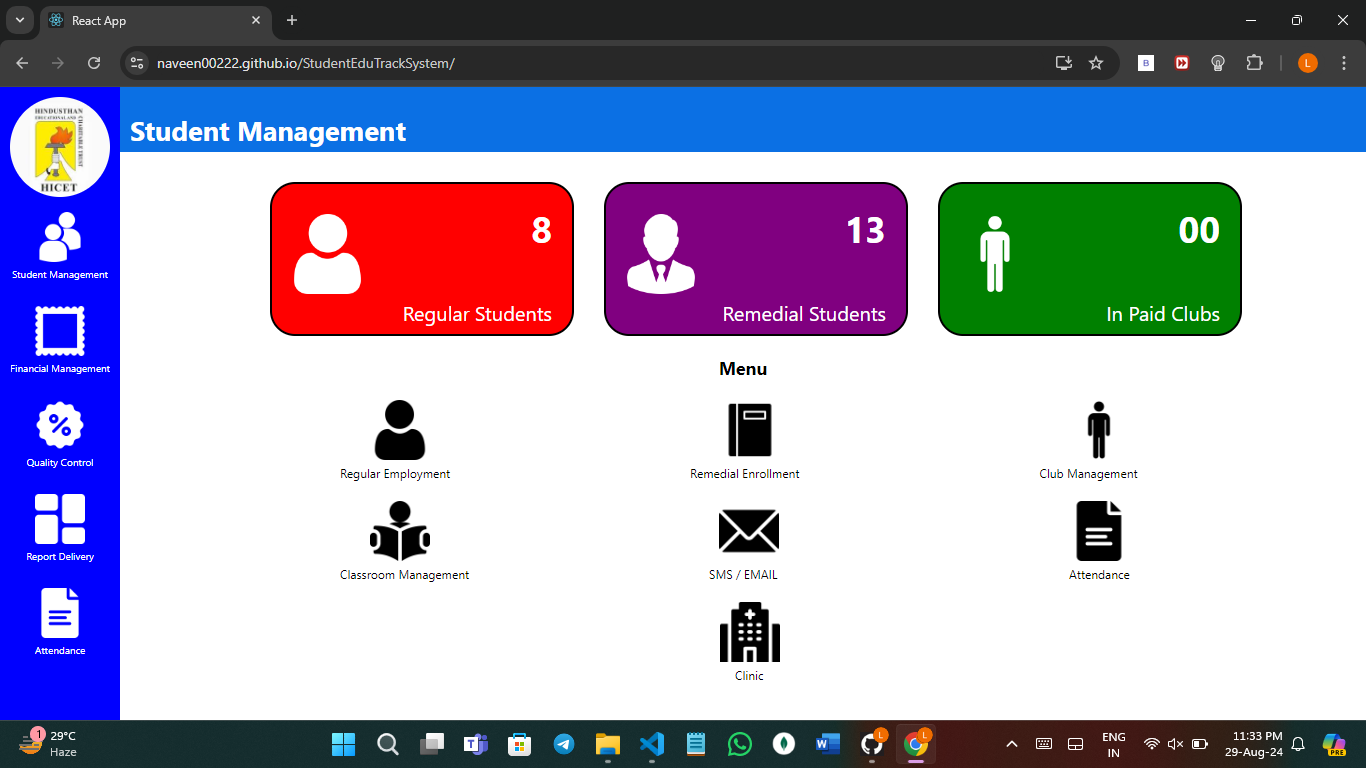 React App
naveen00222.github.io/StudentEduTrackSystem/
B
L
HINDUSTHAN
EDUCATIONAL AND
CHARITABLE TRUST
HICET
Student Management
Financial Management
Quality Control
Report Delivery
Attendance
Student Management
8
Regular Students
13
Remedial Students
00
In Paid Clubs
Menu
Regular Employment
Remedial Enrollment
Club Management
Classroom Management
SMS / EMAIL
Attendance
Clinic
1
29°C
Haze
T
W
L
L
ENG
IN
11:33 PM
29-Aug-24
PRE